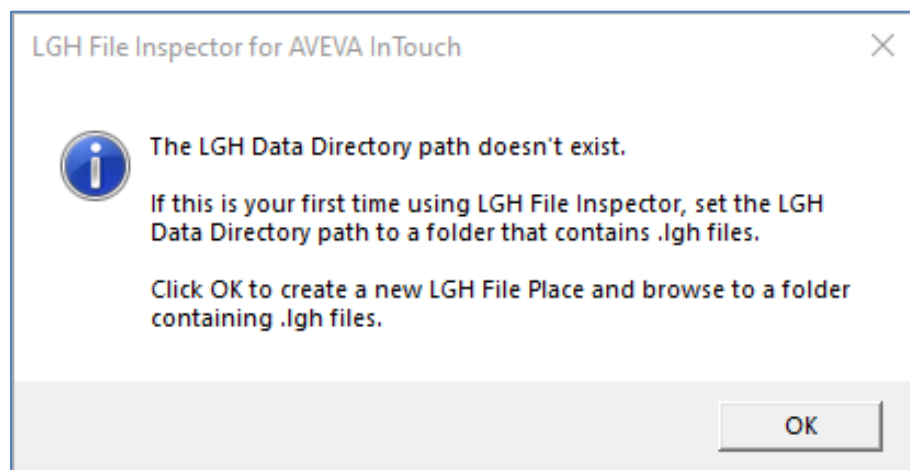 LGH File Inspector for AVEVA InTouch
The LGH Data Directory path doesn't exist.
If this is your first time using LGH File Inspector, set the LGH
Data Directory path to a folder that contains .lgh files.
Click OK to create a new LGH File Place and browse to a folder
containing .lgh files.
OK